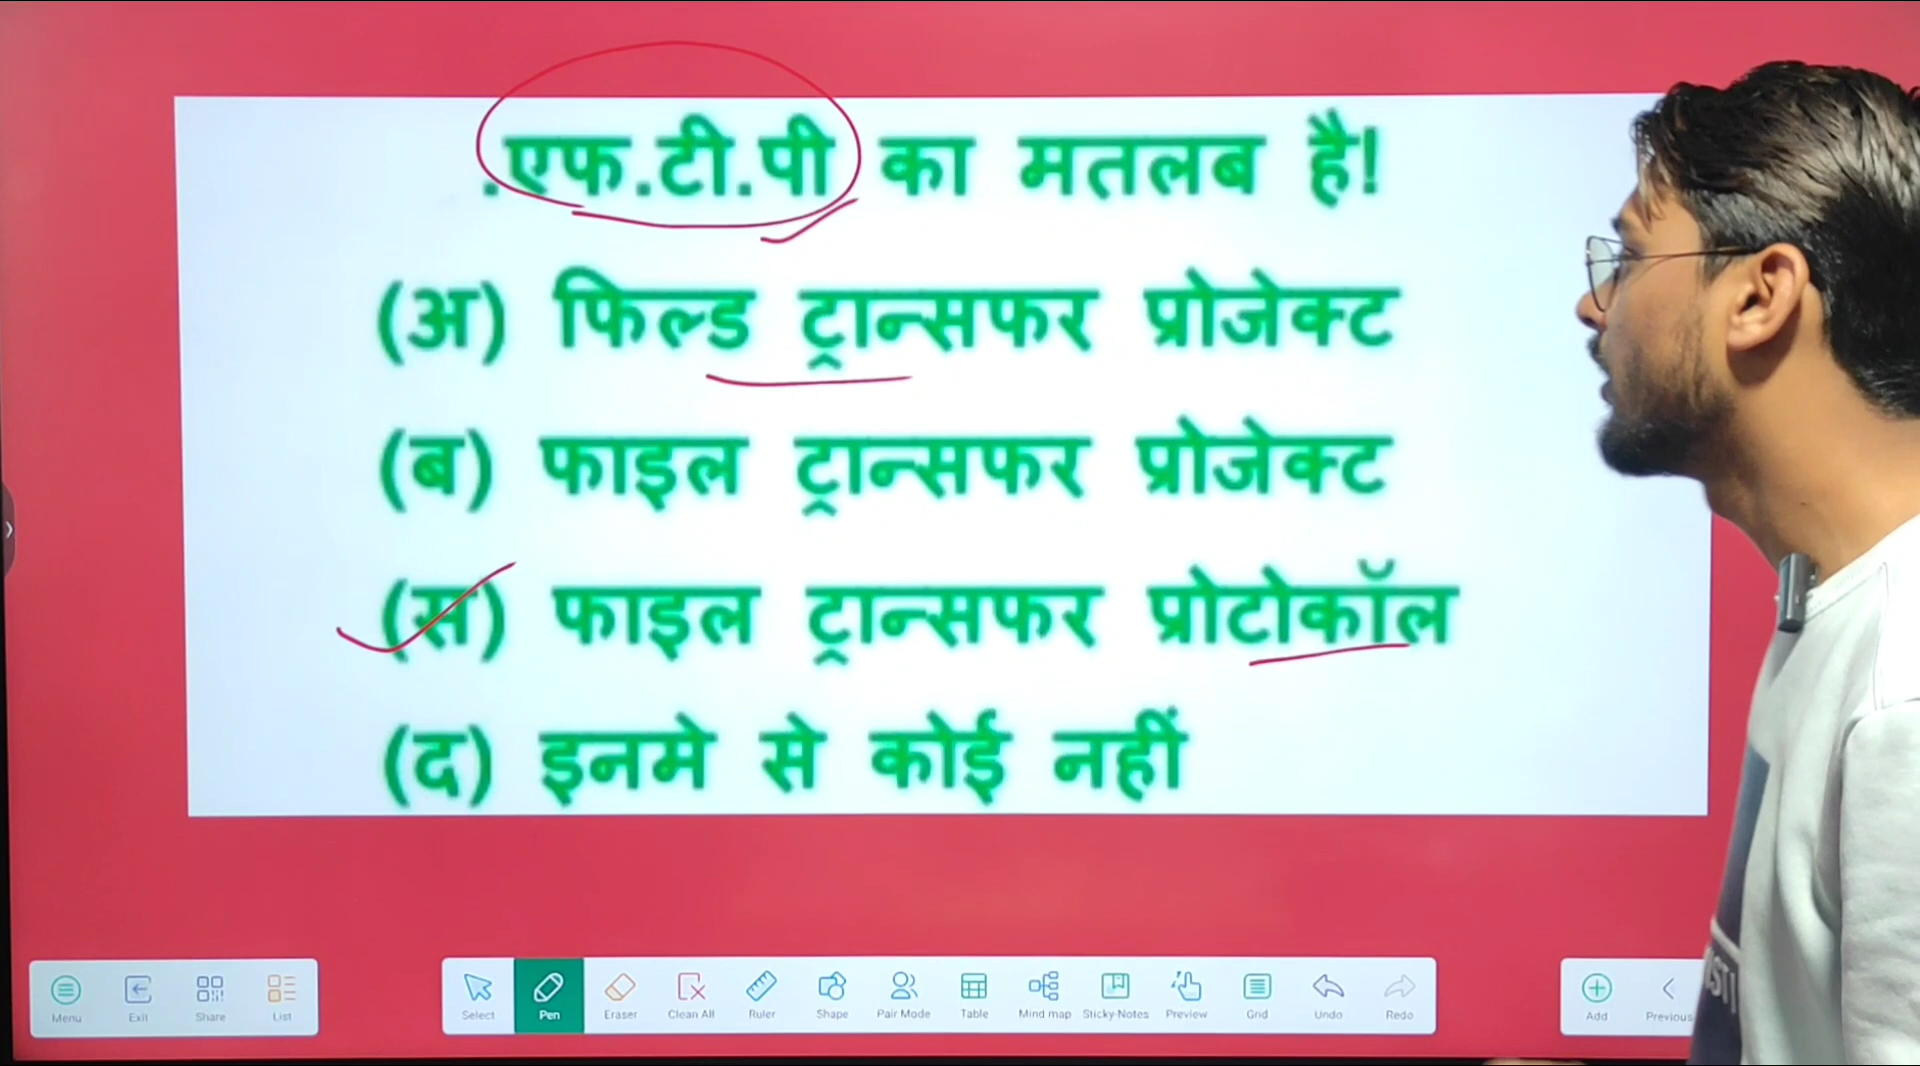 .एफ.टी.पी का मतलब है!
(अ) फिल्ड ट्रान्सफर प्रोजेक्ट
(ब) फाइल ट्रान्सफर प्रोजेक्ट
(स) फाइल ट्रान्सफर प्रोटोकॉल
(द) इनमे से कोई नहीं
Menu Exit Share List Select Pen Eraser Clean All Ruler Shape Pair Mode Table Mind map Sticky-Notes Preview Grid Undo Redo Add Previous